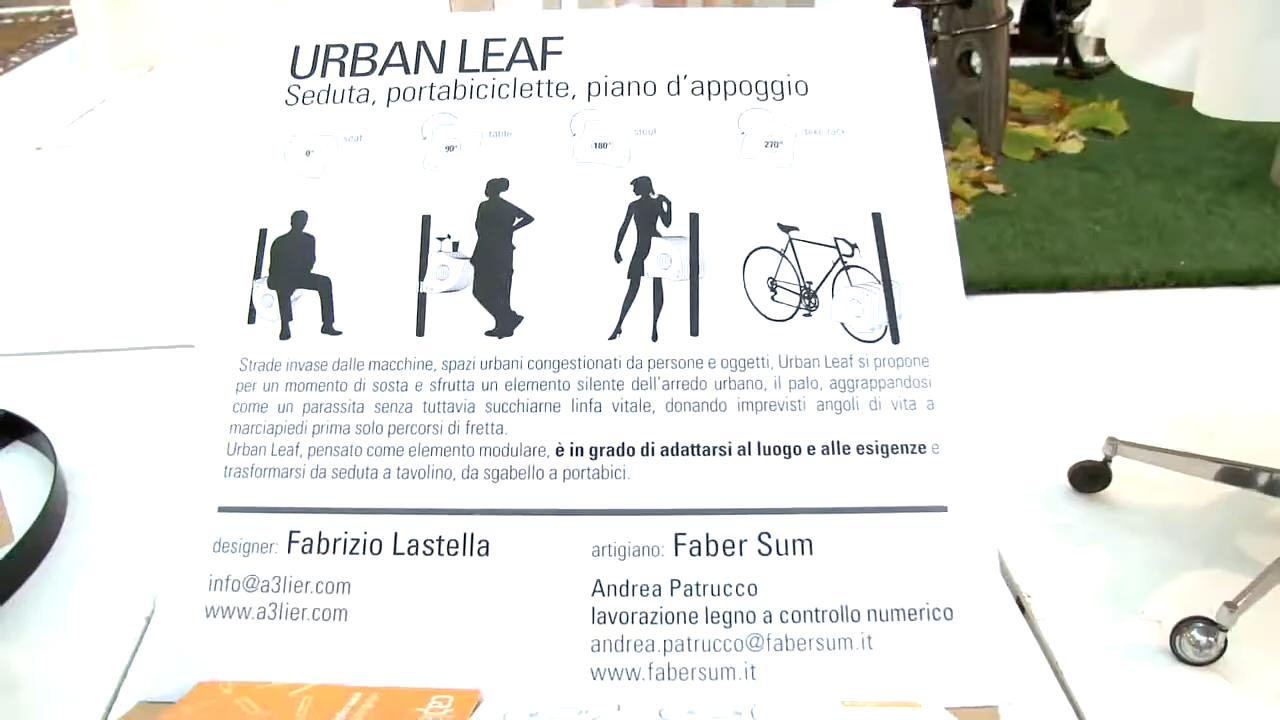 URBAN LEAF
Seduta, portabiciclette, piano d'appoggio
seat table stool bike rack
0° 90° 180° 270°
Strade invase dalle macchine, spazi urbani congestionati da persone e oggetti, Urban Leaf si propone
per un momento di sosta e sfrutta un elemento silente dell'arredo urbano, il palo, aggrappandosi
come un parassita senza tuttavia succhiarne linfa vitale, donando imprevisti angoli di vita a
marciapiedi prima solo percorsi di fretta.
Urban Leaf, pensato come elemento modulare, è in grado di adattarsi al luogo e alle esigenze e
trasformarsi da seduta a tavolino, da sgabello a portabici.
designer: Fabrizio Lastella
info@a3lier.com
www.a3lier.com
artigiano: Faber Sum
Andrea Patrucco
lavorazione legno a controllo numerico
andrea.patrucco@fabersum.it
www.fabersum.it